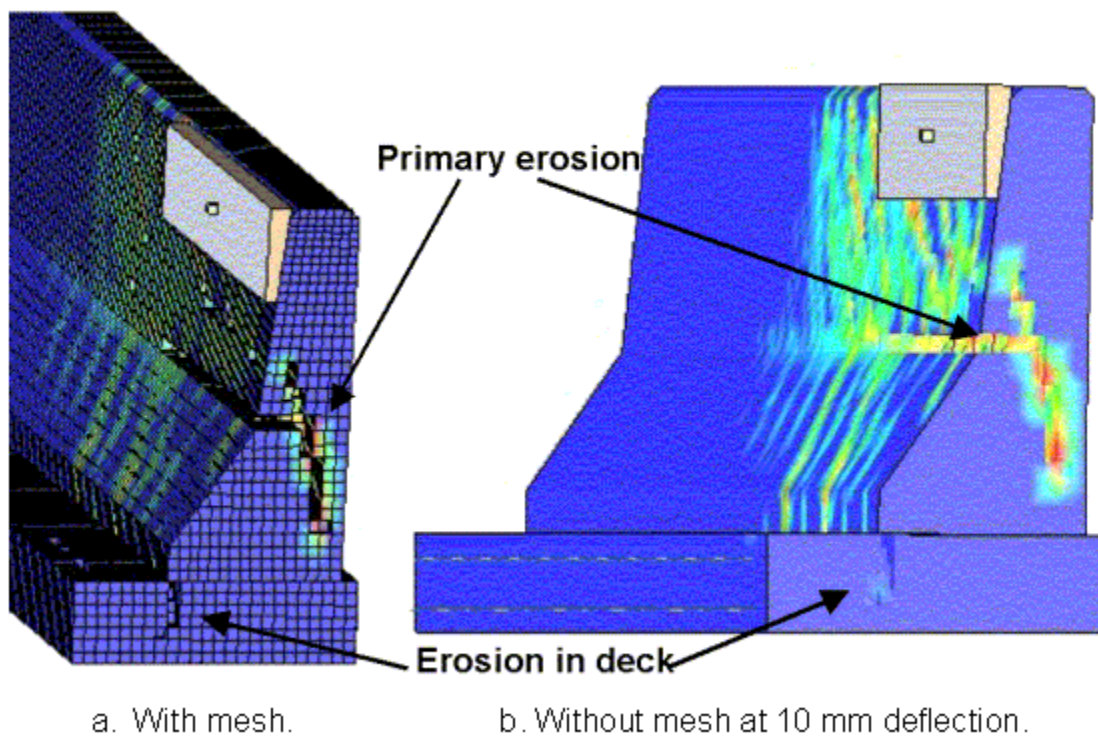 Primary erosion
Erosion in deck
a. With mesh.
b. Without mesh at 10 mm deflection.